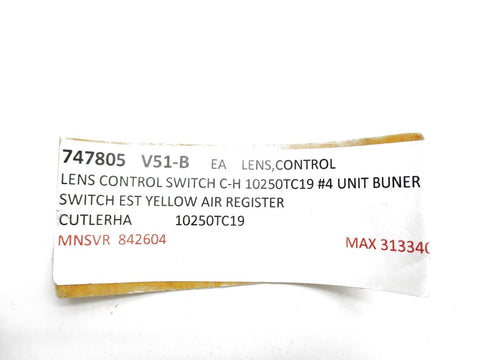 747805 V51-B EA LENS,CONTROL
LENS CONTROL SWITCH C-H 10250TC19 #4 UNIT BUNER
SWITCH EST YELLOW AIR REGISTER
CUTLERHA 10250TC19
MNSVR 842604 MAX 313340